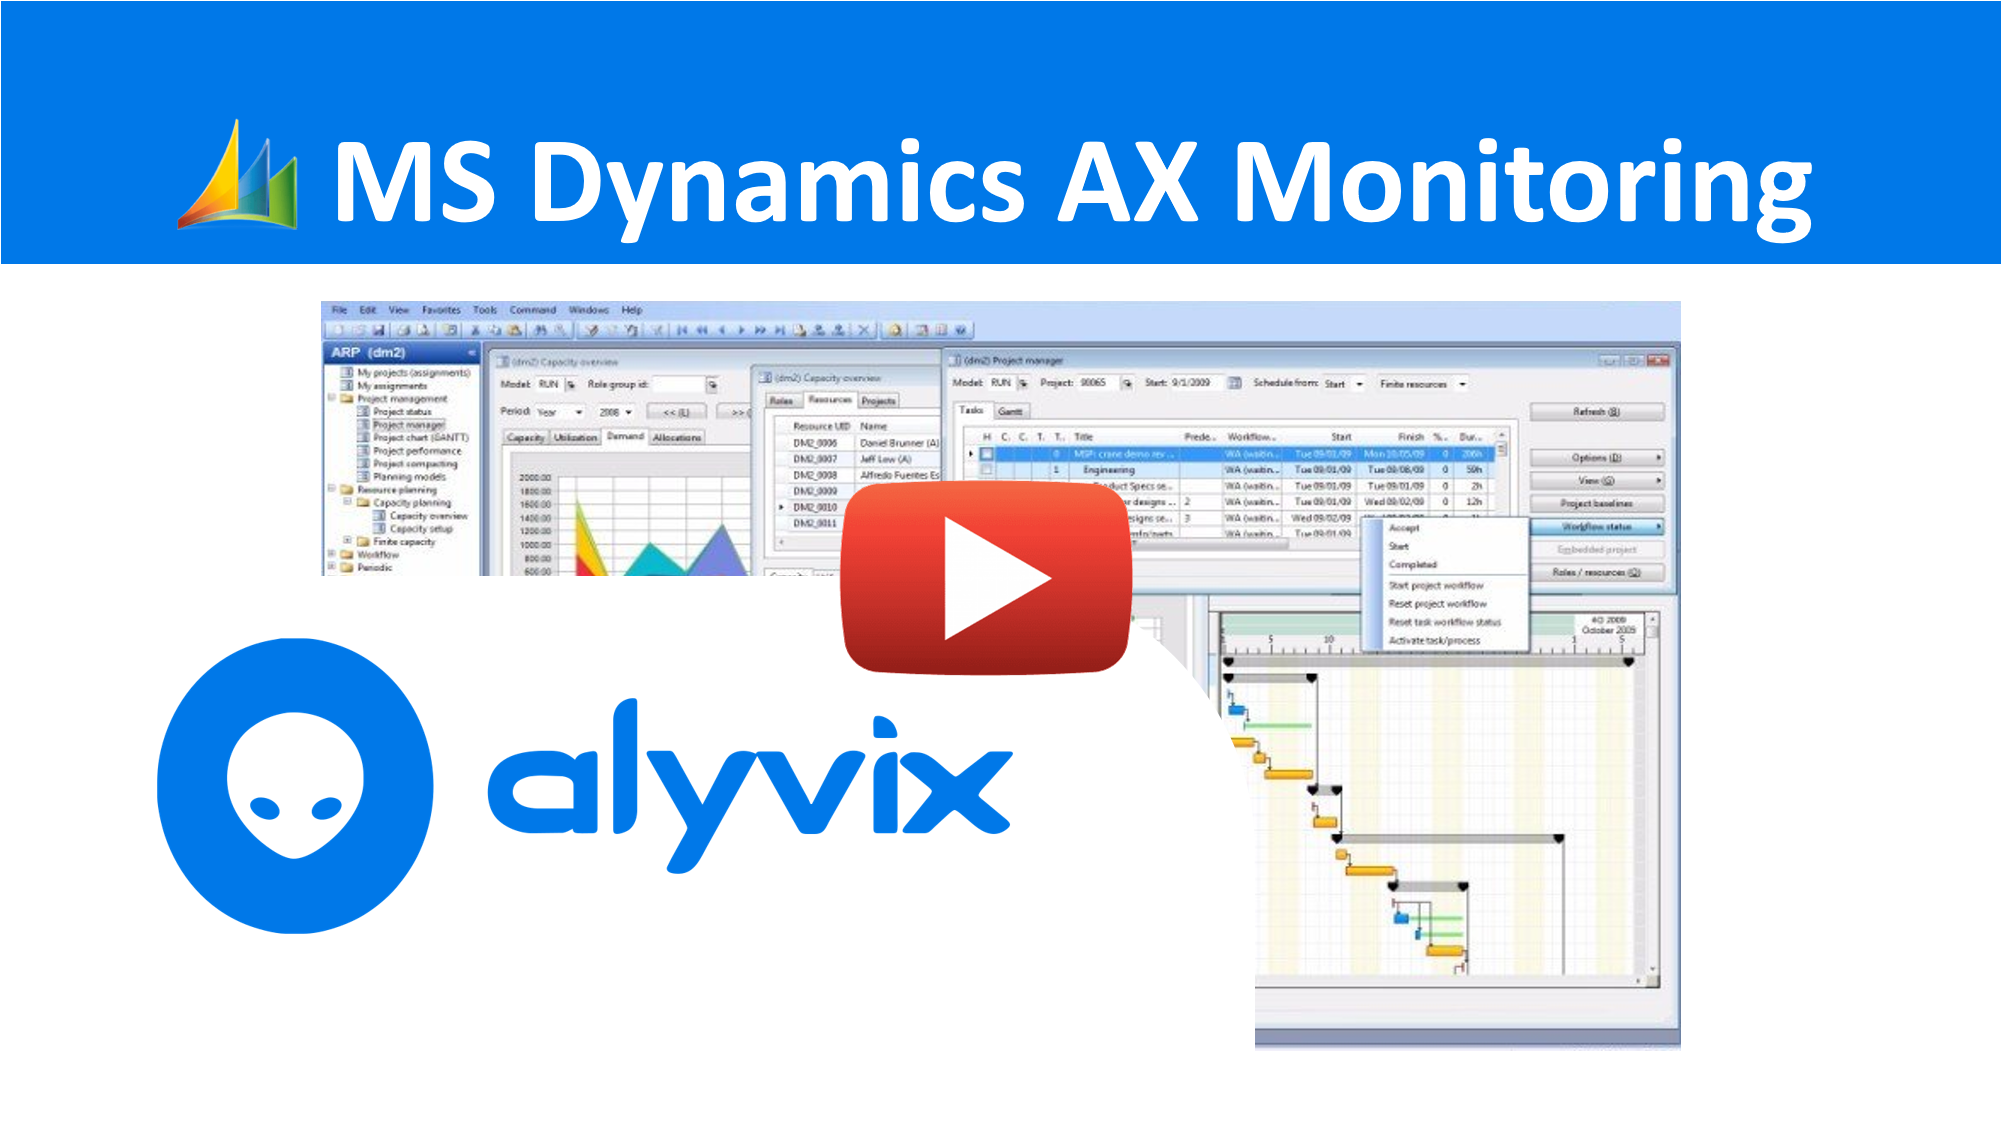 MS Dynamics AX Monitoring
File Edit View Favorites Tools Command Windows Help
ARP (dm2)
My projects (assignments)
My assignments
Project management
Project status
Project manager
Project chart (GANTT)
Project performance
Project compacting
Planning models
Resource planning
Capacity planning
Capacity overview
Capacity setup
Finite capacity
Workflow
Periodic
(dm2) Capacity overview
Model: RUN Role group id:
Period: Year 2008 << (L) >> (
Capacity Utilization Demand Allocations
2000.00
1800.00
1600.00
1400.00
1200.00
1000.00
800.00
600.00
(dm2) Capacity overview
Roles Resources Projects
Resource UID Name
DM2_0006 Daniel Brunner (A)
DM2_0007 Jeff Low (A)
DM2_0008 Alfredo Fuentes Es
DM2_0009
DM2_0010
DM2_0011
(dm2) Project manager
Model: RUN Project: 90065 Start: 9/1/2009 Schedule from: Start Finite resources
Tasks Gantt
H C. C. T. T.. Title Prede.. Workflow... Start Finish %.. Dur...
0 MSP: crane demo rev ... WA (waitin... Tue 09/01/09 Mon 10/05/09 0 206h
1 Engineering WA (waitin... Tue 09/01/09 Tue 09/08/09 0 59h
duct Specs se... WA (waitin... Tue 09/01/09 Tue 09/01/09 0 2h
or designs ... 2 WA (waitin... Tue 09/01/09 Wed 09/02/09 0 12h
esigns se... 3 WA (waitin... Wed 09/02/09
WA (waitin... Tue 09/01/09
Refresh (R)
Options (D)
View (G)
Project baselines
Workflow status
Embedded project
Roles / resources (Q)
Accept
Start
Completed
Start project workflow
Reset project workflow
Reset task workflow status
Activate task/process
4Q 2009
October 2009
5 10 1 5
alyvix